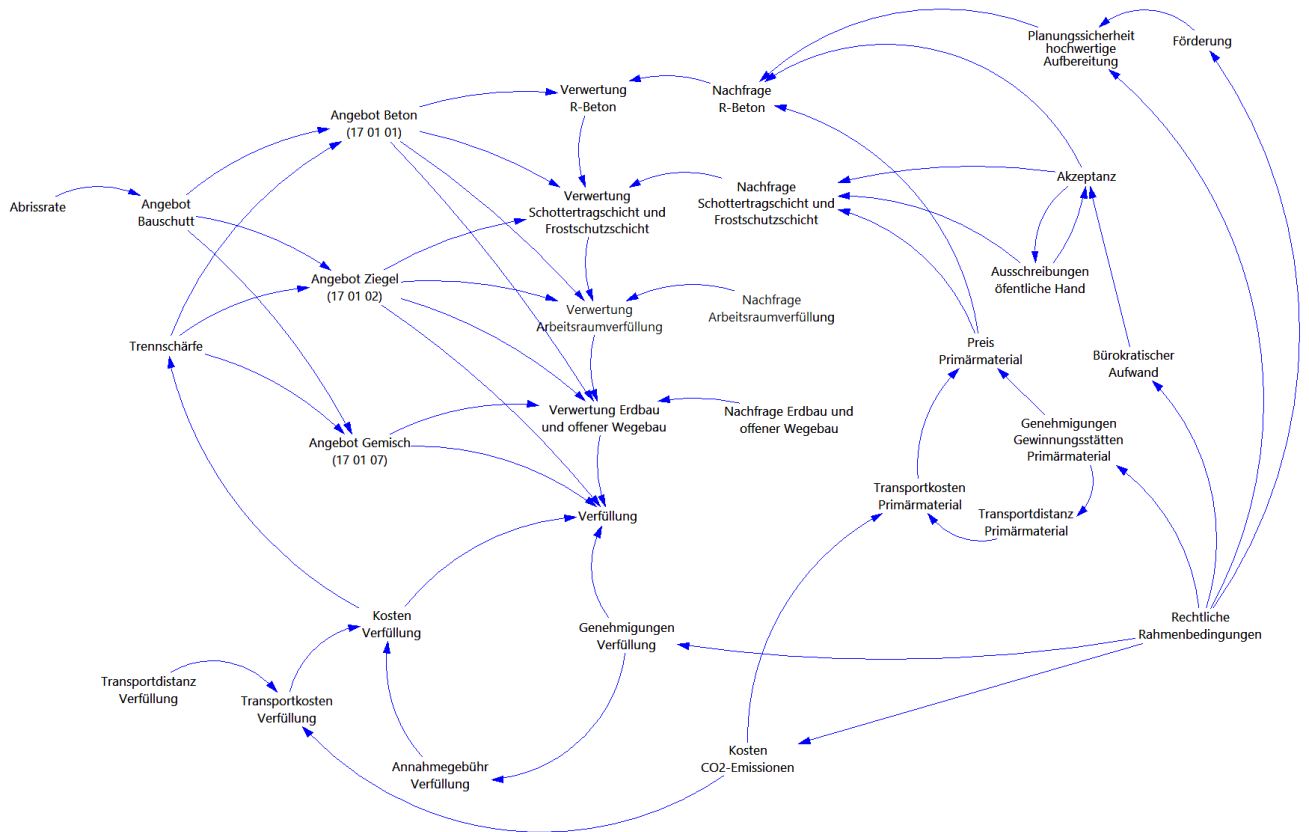 Planungssicherheit
hochwertige
Aufbereitung
Förderung
Verwertung
R-Beton
Nachfrage
R-Beton
Angebot Beton
(17 01 01)
Akzeptanz
Abrissrate
Angebot
Bauschutt
Verwertung
Schottertragschicht und
Frostschutzschicht
Nachfrage
Schottertragschicht und
Frostschutzschicht
Ausschreibungen
öfentliche Hand
Angebot Ziegel
(17 01 02)
Verwertung
Arbeitsraumverfüllung
Nachfrage
Arbeitsraumverfüllung
Trennschärfe
Preis
Primärmaterial
Bürokratischer
Aufwand
Verwertung Erdbau
und offener Wegebau
Nachfrage Erdbau und
offener Wegebau
Angebot Gemisch
(17 01 07)
Genehmigungen
Gewinnungsstätten
Primärmaterial
Transportkosten
Primärmaterial
Transportdistanz
Primärmaterial
Verfüllung
Kosten
Verfüllung
Genehmigungen
Verfüllung
Rechtliche
Rahmenbedingungen
Transportdistanz
Verfüllung
Transportkosten
Verfüllung
Annahmegebühr
Verfüllung
Kosten
CO2-Emissionen